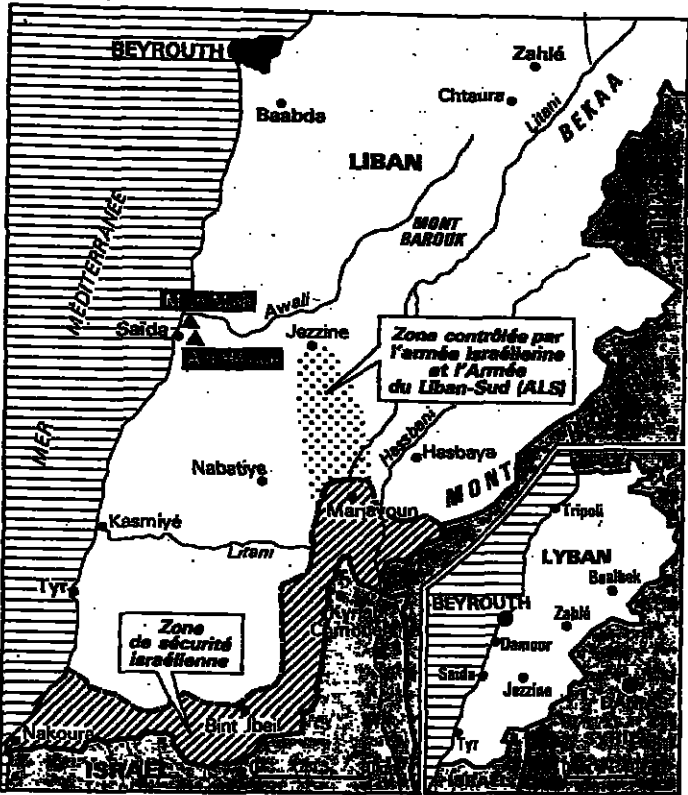 BEYROUTH
Zahlé
Chtaura
Baabda
Litani
BEKAA
LIBAN
MONT
BAROUK
MER
MÉDITERRANÉE
Awali
Saïda
Jezzine
Zone contrôlée par
l'armée israélienne
et l'Armée
du Liban-Sud (ALS)
Hasbani
Hasbaya
Nabatiye
MONT
Marjayoun
Kasmiyé
Litani
Tyr
Zone
de sécurité
israélienne
Bint Jbeil
Nakoura
ISRAEL
Tripoli
LYBAN
Baalbek
BEYROUTH
Zahlé
Damour
Saïda
Jezzine
Tyr